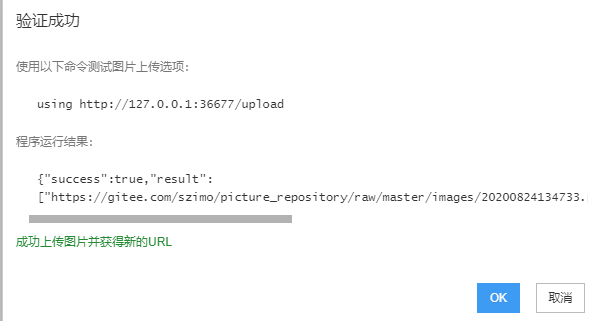 验证成功
使用以下命令测试图片上传选项:
using http://127.0.0.1:36677/upload
程序运行结果:
{"success":true,"result":
["https://gitee.com/szimo/picture_repository/raw/master/images/20200824134733.
成功上传图片并获得新的URL
OK 取消